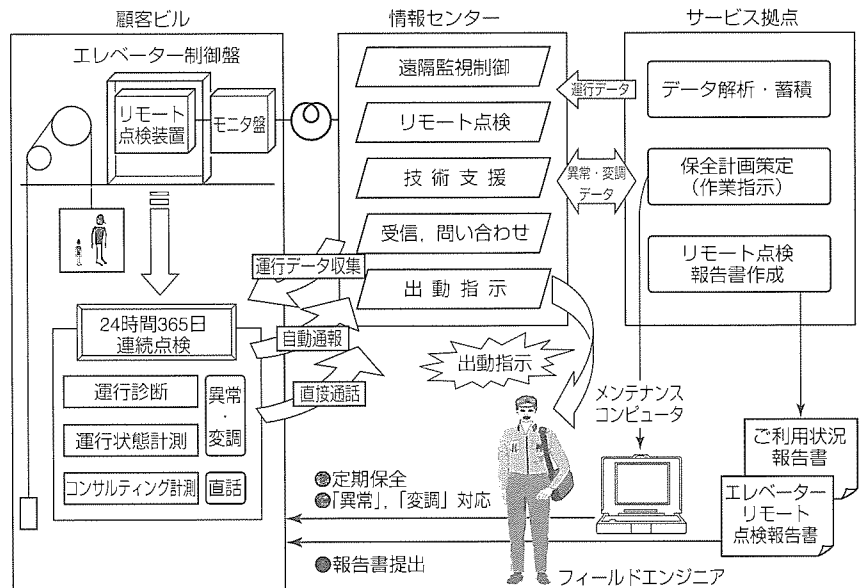 顧客ビル
エレベーター制御盤
リモート
点検装置
モニタ盤
24時間365日
連続点検
運行診断
運行状態計測
コンサルティング計測
異常
・
変調
直話
情報センター
遠隔監視制御
リモート点検
技術支援
受信,問い合わせ
出動指示
運行データ収集
自動通報
直接通話
サービス拠点
運行データ
データ解析・蓄積
異常・変調
データ
保全計画策定
(作業指示)
リモート点検
報告書作成
出動指示
メンテナンス
コンピュータ
ご利用状況
報告書
エレベーター
リモート
点検報告書
●定期保全
●「異常」,「変調」対応
●報告書提出
フィールドエンジニア